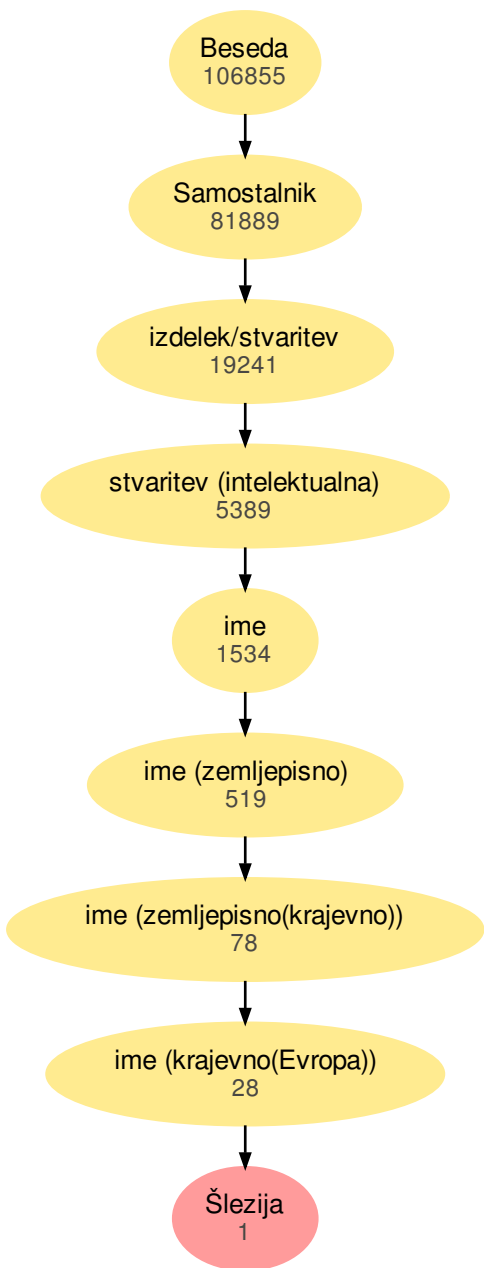 Beseda
106855
Samostalnik
81889
izdelek/stvaritev
19241
stvaritev (intelektualna)
5389
ime
1534
ime (zemljepisno)
519
ime (zemljepisno(krajevno))
78
ime (krajevno(Evropa))
28
Šlezija
1